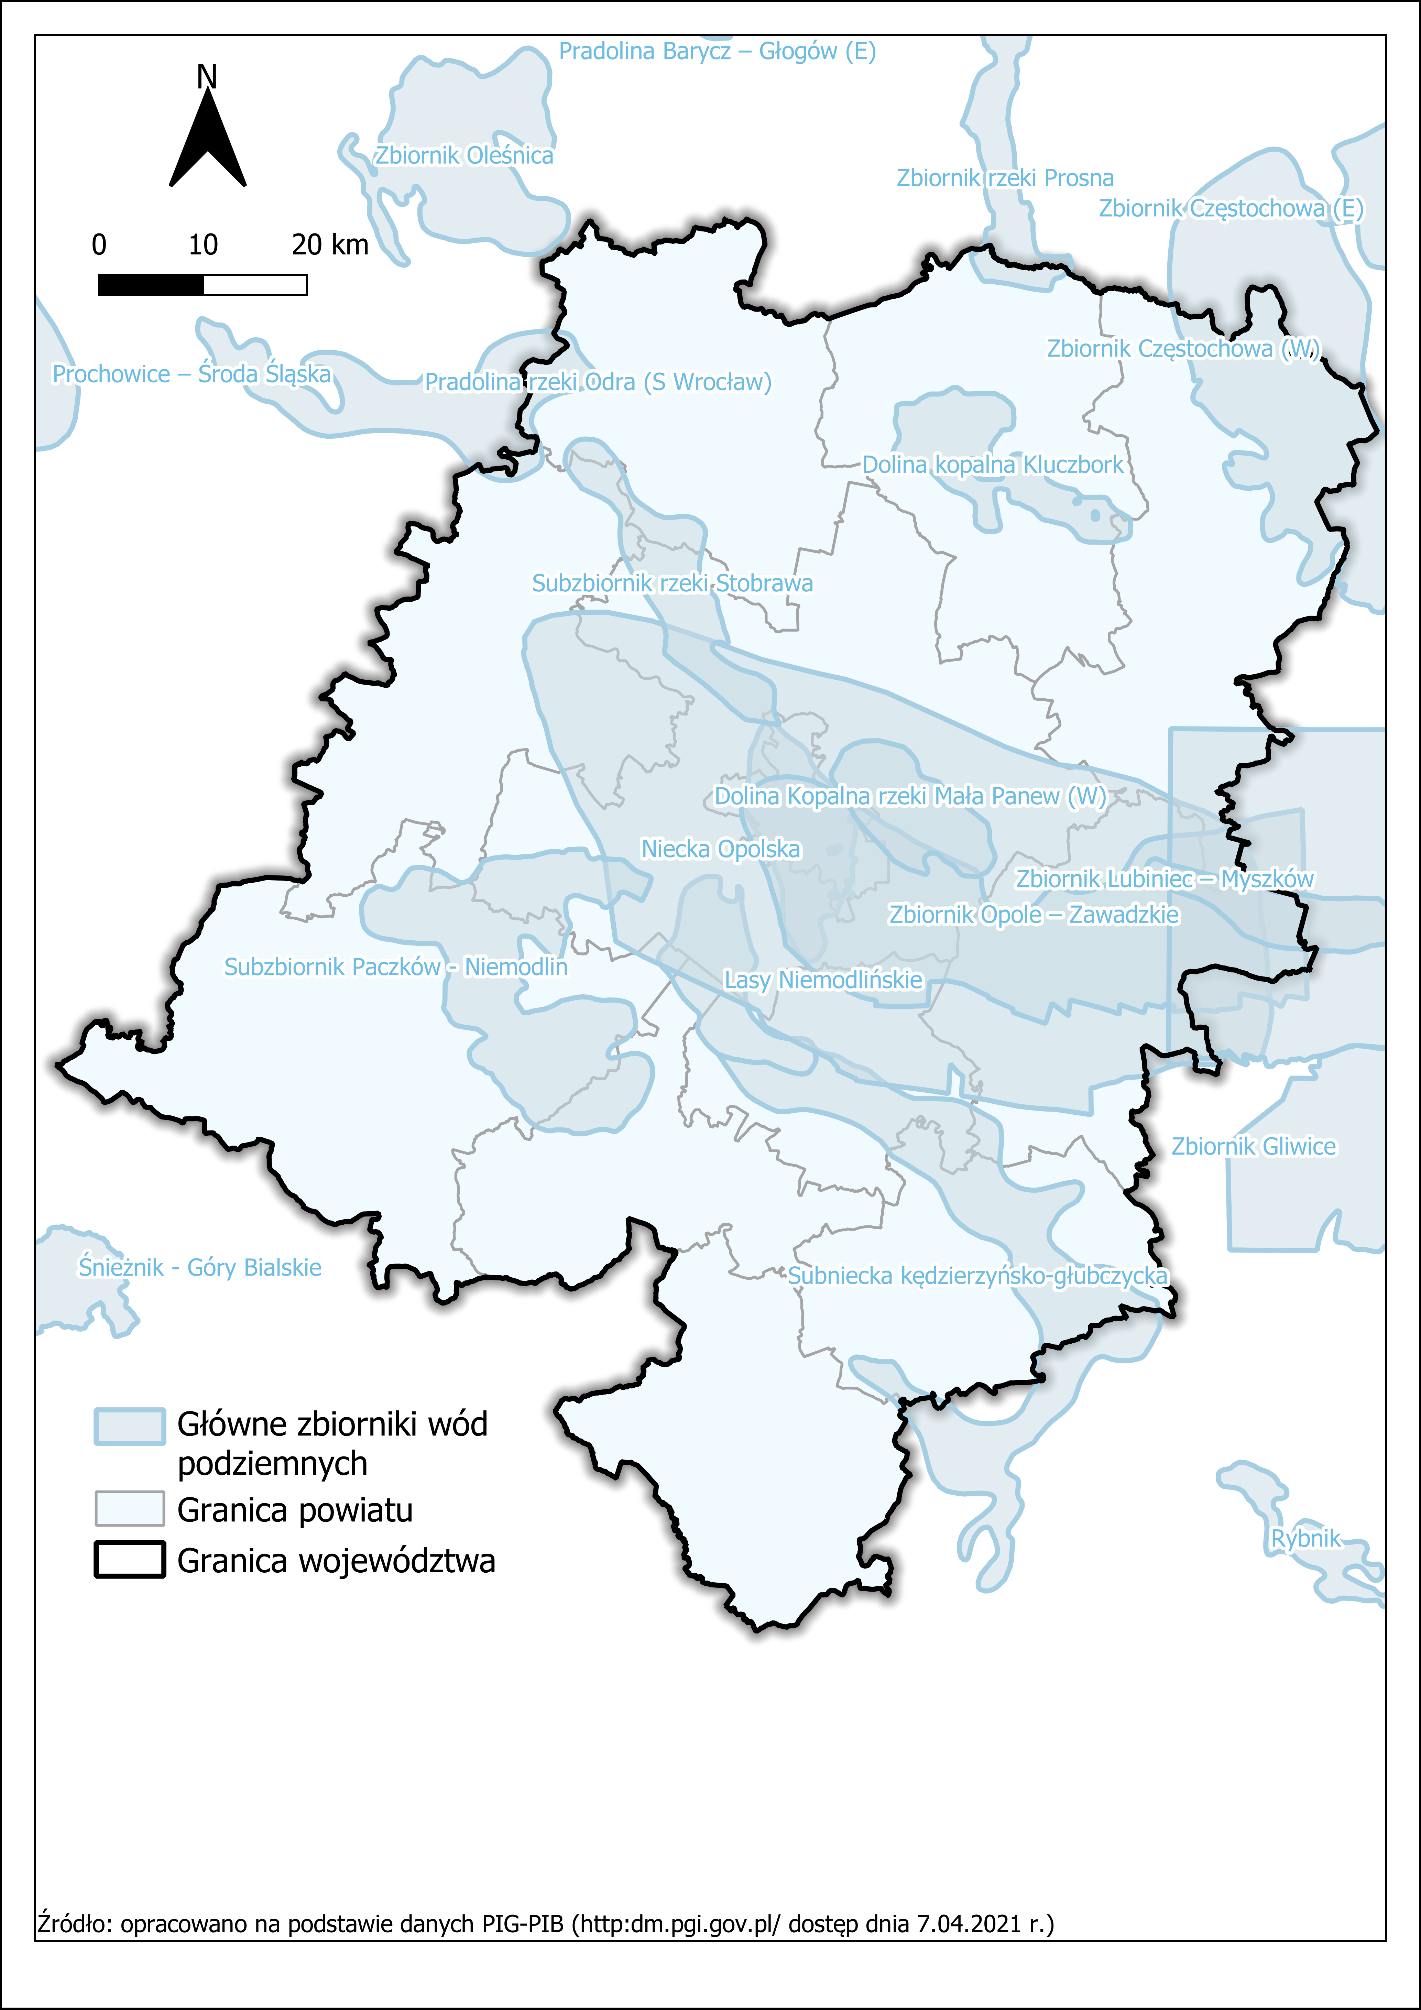 Pradolina Barycz – Głogów (E)
N
Zbiornik Oleśnica
Zbiornik rzeki Prosna
Zbiornik Częstochowa (E)
0 10 20 km
Zbiornik Częstochowa (W)
Prochowice – Środa Śląska
Pradolina rzeki Odra (S Wrocław)
Dolina kopalna Kluczbork
Subzbiornik rzeki Stobrawa
Dolina Kopalna rzeki Mała Panew (W)
Niecka Opolska
Zbiornik Lubiniec – Myszków
Zbiornik Opole – Zawadzkie
Subzbiornik Paczków - Niemodlin
Lasy Niemodlińskie
Zbiornik Gliwice
Śnieżnik - Góry Bialskie
Subniecka kędzierzyńsko-głubczycka
Główne zbiorniki wód
podziemnych
Granica powiatu
Granica województwa
Rybnik
Źródło: opracowano na podstawie danych PIG-PIB (http:dm.pgi.gov.pl/ dostęp dnia 7.04.2021 r.)